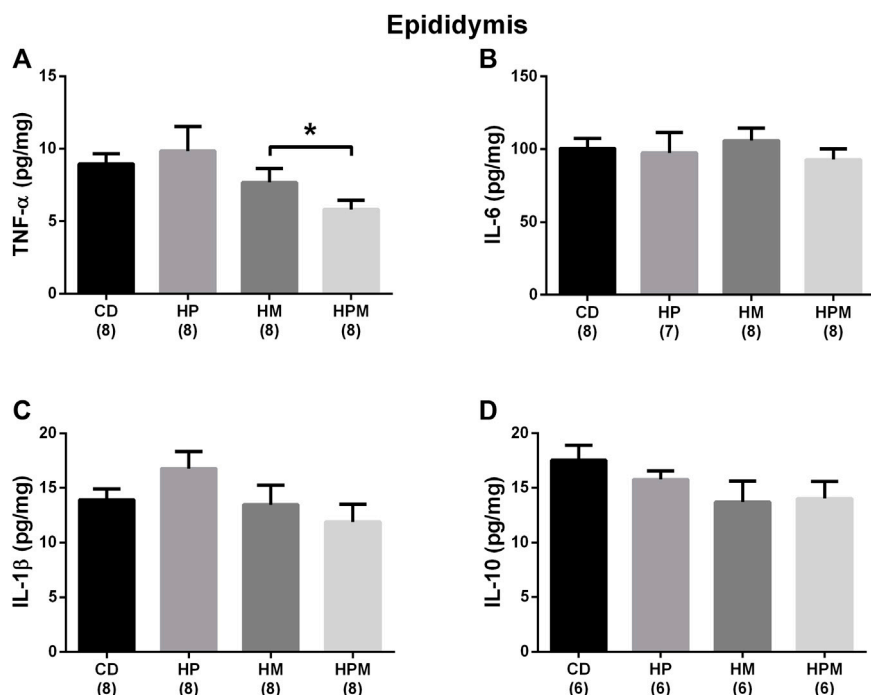 Epididymis
A
TNF-α (pg/mg)
15
10
5
0
*
CD HP HM HPM
(8) (8) (8) (8)
B
IL-6 (pg/mg)
150
100
50
0
CD HP HM HPM
(8) (7) (8) (8)
C
IL-1β (pg/mg)
20
15
10
5
0
CD HP HM HPM
(8) (8) (8) (8)
D
IL-10 (pg/mg)
20
15
10
5
0
CD HP HM HPM
(6) (6) (6) (6)